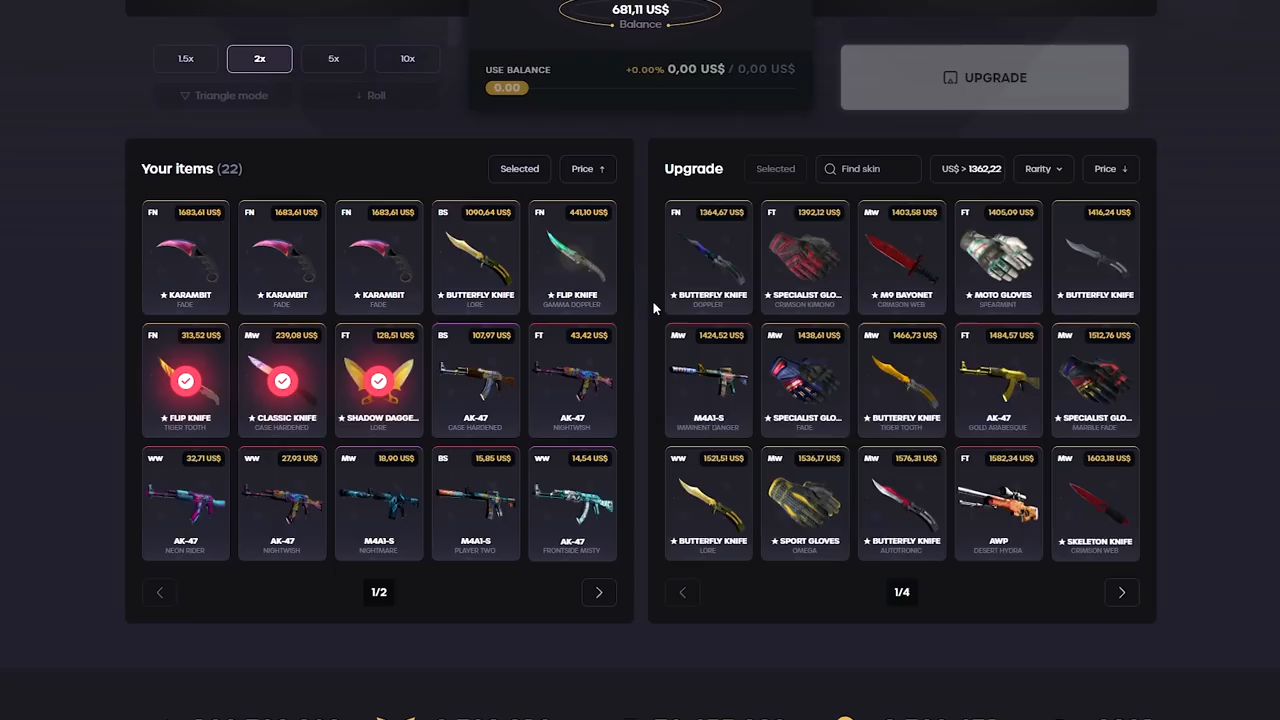 681,11 US$
Balance
1.5x
2x
5x
10x
Triangle mode
Roll
USE BALANCE
+0.00% 0,00 US$ / 0,00 US$
0.00
UPGRADE
Your items (22)
Selected
Price ↑
FN 1683,61 US$
★ KARAMBIT
FADE
FN 1683,61 US$
★ KARAMBIT
FADE
FN 1683,61 US$
★ KARAMBIT
FADE
BS 1090,64 US$
★ BUTTERFLY KNIFE
LORE
FN 441,10 US$
★ FLIP KNIFE
GAMMA DOPPLER
FN 313,52 US$
★ FLIP KNIFE
TIGER TOOTH
MW 239,08 US$
★ CLASSIC KNIFE
CASE HARDENED
FT 128,51 US$
★ SHADOW DAGGE...
LORE
BS 107,97 US$
AK-47
CASE HARDENED
FT 43,42 US$
AK-47
NIGHTWISH
WW 32,71 US$
AK-47
NEON RIDER
WW 27,93 US$
AK-47
NIGHTWISH
MW 18,90 US$
M4A1-S
NIGHTMARE
BS 15,85 US$
M4A1-S
PLAYER TWO
WW 14,54 US$
AK-47
FRONTSIDE MISTY
1/2
Upgrade
Selected
Find skin
US$ > 1362,22
Rarity
Price ↓
FN 1364,67 US$
★ BUTTERFLY KNIFE
DOPPLER
FT 1392,12 US$
★ SPECIALIST GLO...
CRIMSON KIMONO
MW 1403,58 US$
★ M9 BAYONET
CRIMSON WEB
FT 1405,09 US$
★ MOTO GLOVES
SPEARMINT
1416,24 US$
★ BUTTERFLY KNIFE
MW 1424,52 US$
M4A1-S
IMMINENT DANGER
MW 1438,61 US$
★ SPECIALIST GLO...
FADE
MW 1466,73 US$
★ BUTTERFLY KNIFE
TIGER TOOTH
FT 1484,57 US$
AK-47
GOLD ARABESQUE
MW 1512,76 US$
★ SPECIALIST GLO...
MARBLE FADE
WW 1521,51 US$
★ BUTTERFLY KNIFE
LORE
MW 1536,17 US$
★ SPORT GLOVES
OMEGA
MW 1576,31 US$
★ BUTTERFLY KNIFE
AUTOTRONIC
FT 1582,34 US$
AWP
DESERT HYDRA
MW 1603,18 US$
★ SKELETON KNIFE
CRIMSON WEB
1/4